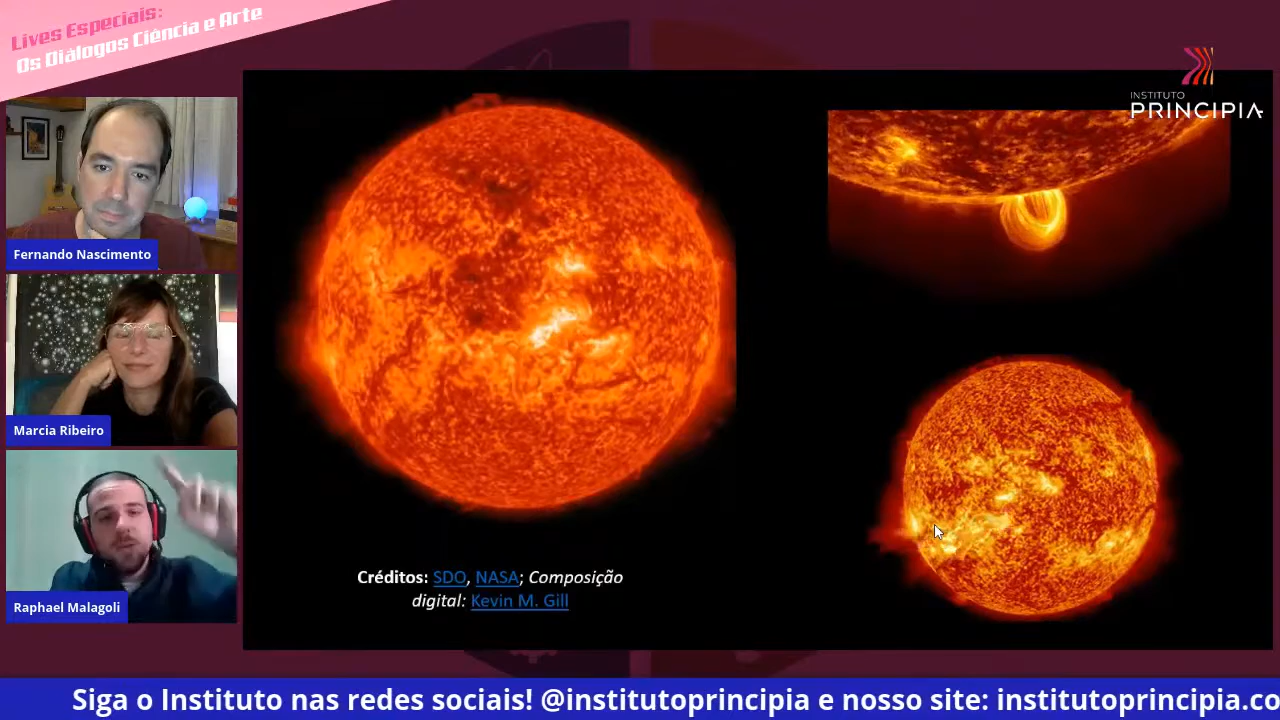 Lives Especiais:
Os Diálogos Ciência e Arte
INSTITUTO
PRINCIPIA
Fernando Nascimento
Marcia Ribeiro
Raphael Malagoli
Créditos: SDO, NASA; Composição
digital: Kevin M. Gill
Siga o Instituto nas redes sociais! @institutoprincipia e nosso site: institutoprincipia.co